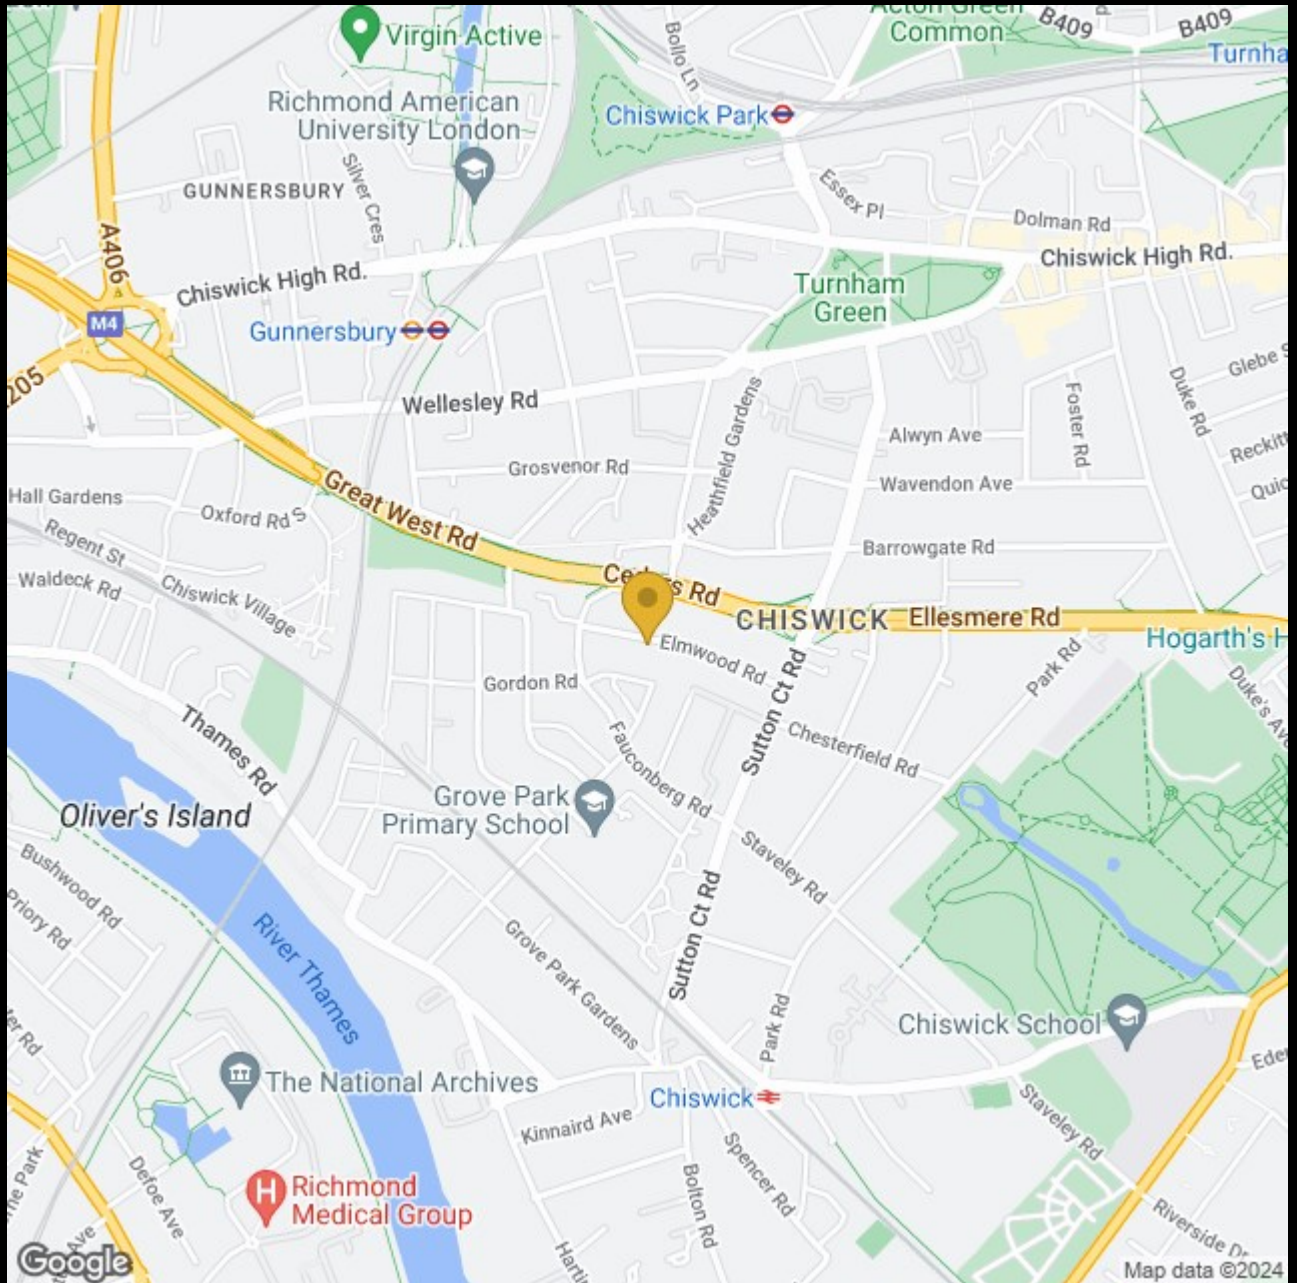 Acton Green
Common
B409
B409
Virgin Active
Bollo Ln
Turnha
Richmond American
University London
Chiswick Park
GUNNERSBURY
Silver Cres
Essex Pl
Dolman Rd
A406
Chiswick High Rd.
Chiswick High Rd.
Turnham
Green
M4
Gunnersbury
205
Glebe S
Duke Rd
Foster Rd
Wellesley Rd
Heathfield Gardens
Alwyn Ave
Reckitt
Grosvenor Rd
Wavendon Ave
Quic
Hall Gardens
Oxford Rd S
Great West Rd
Regent St
Barrowgate Rd
Waldeck Rd
Chiswick Village
Rd
CHISWICK
Ellesmere Rd
Hogarth's H
Elmwood Rd
Park Rd
Gordon Rd
Sutton Ct Rd
Duke's Ave
Thames Rd
Fauconberg Rd
Chesterfield Rd
Grove Park
Primary School
Oliver's Island
Staveley Rd
Bushwood Rd
Priory Rd
River Thames
Grove Park Gardens
Sutton Ct Rd
Park Rd
Chiswick School
er Rd
The National Archives
Chiswick
Eder
Kinnaird Ave
Staveley Rd
Spencer Rd
Bolton Rd
ne Park
Defoe Ave
Richmond
Medical Group
Riverside Dr
Ave
Harti
Google
Map data ©2024